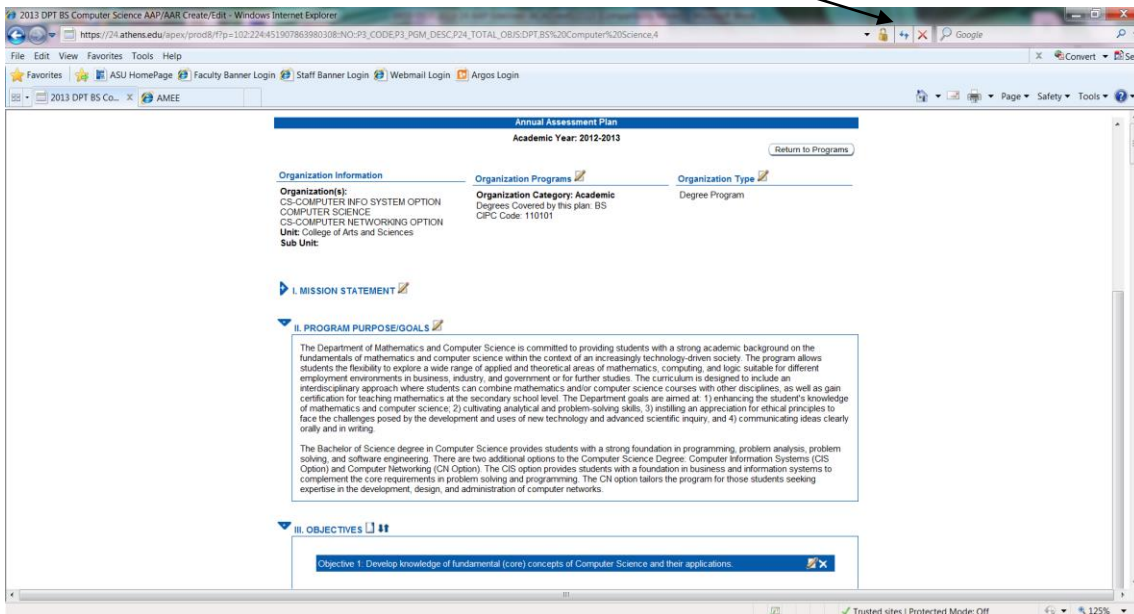 2013 DPT BS Computer Science AAP/AAR Create/Edit - Windows Internet Explorer
https://24.athens.edu/apex/prod8/f?p=102:224:451907863980308::NO::P3_CODE,P3_PGM_DESC,P24_TOTAL_OBJS:DPT,BS%20Computer%20Science,4
Google
File Edit View Favorites Tools Help
X Convert Se
Favorites ASU HomePage Faculty Banner Login Staff Banner Login Webmail Login Argos Login
2013 DPT BS Co... X AMEE
Page Safety Tools
Annual Assessment Plan
Academic Year: 2012-2013
Return to Programs
Organization Information
Organization(s):
CS-COMPUTER INFO SYSTEM OPTION
COMPUTER SCIENCE
CS-COMPUTER NETWORKING OPTION
Unit: College of Arts and Sciences
Sub Unit:
Organization Programs
Organization Category: Academic
Degrees Covered by this plan: BS
CIPC Code: 110101
Organization Type
Degree Program
I. MISSION STATEMENT
II. PROGRAM PURPOSE/GOALS
The Department of Mathematics and Computer Science is committed to providing students with a strong academic background on the
fundamentals of mathematics and computer science within the context of an increasingly technology-driven society. The program allows
students the flexibility to explore a wide range of applied and theoretical areas of mathematics, computing, and logic suitable for different
employment environments in business, industry, and government or for further studies. The curriculum is designed to include an
interdisciplinary approach where students can combine mathematics and/or computer science courses with other disciplines, as well as gain
certification for teaching mathematics at the secondary school level. The Department goals are aimed at: 1) enhancing the student's knowledge
of mathematics and computer science; 2) cultivating analytical and problem-solving skills, 3) instilling an appreciation for ethical principles to
face the challenges posed by the development and uses of new technology and advanced scientific inquiry, and 4) communicating ideas clearly
orally and in writing.
The Bachelor of Science degree in Computer Science provides students with a strong foundation in programming, problem analysis, problem
solving, and software engineering. There are two additional options to the Computer Science Degree: Computer Information Systems (CIS
Option) and Computer Networking (CN Option). The CIS option provides students with a foundation in business and information systems to
complement the core requirements in problem solving and programming. The CN option tailors the program for those students seeking
expertise in the development, design, and administration of computer networks.
III. OBJECTIVES
Objective 1: Develop knowledge of fundamental (core) concepts of Computer Science and their applications.
Trusted sites | Protected Mode: Off
125%